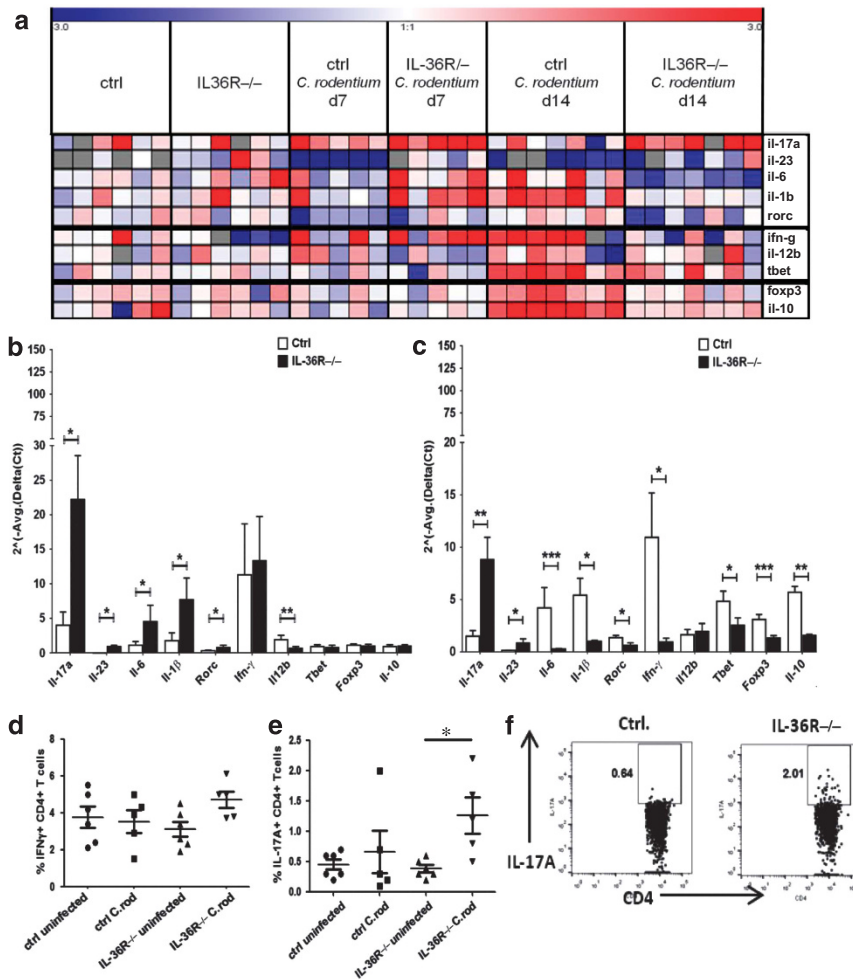 a
3.0 1:1 3.0
ctrl
IL36R–/–
ctrl
C. rodentium
d7
IL-36R/–
C. rodentium
d7
ctrl
C. rodentium
d14
IL36R–/–
C. rodentium
d14
il-17a
il-23
il-6
il-1b
rorc
ifn-g
il-12b
tbet
foxp3
il-10
b
Ctrl
IL-36R–/–
2^(-Avg.(Delta(Ct))
150
125
100
75
50
30
25
20
15
10
5
0
* * * * * **
Il-17a Il-23 Il-6 Il-1β Rorc Ifn-γ Il12b Tbet Foxp3 Il-10
c
Ctrl
IL-36R–/–
2^(-Avg.(Delta(Ct))
150
125
100
75
50
20
15
10
5
0
** * *** * * * * *** **
Il-17a Il-23 Il-6 Il-1β Rorc Ifn-γ Il12b Tbet Foxp3 Il-10
d
% IFNγ+ CD4+ T cells
8
6
4
2
0
ctrl uninfected
ctrl C.rod
IL-36R–/– uninfected
IL-36R–/– C.rod
e
% IL-17A+ CD4+ Tcells
2.5
2.0
1.5
1.0
0.5
0.0
*
ctrl uninfected
ctrl C.rod
IL-36R–/– uninfected
IL-36R–/– C.rod
f
Ctrl.
IL-36R–/–
0.64
2.01
IL-17A
IL-17A
IL-17A
CD4
CD4